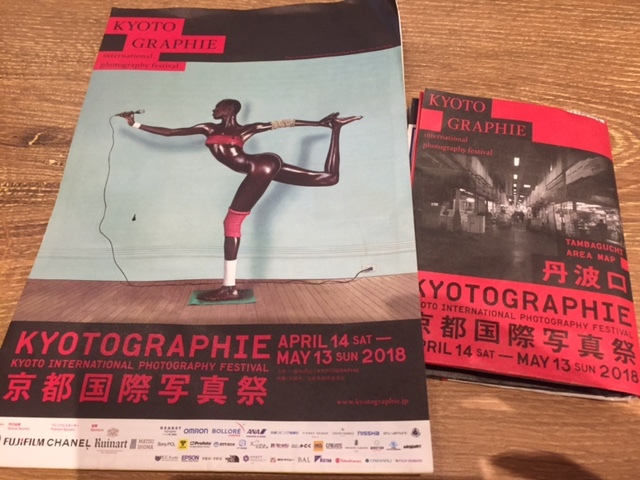 KYOTO
GRAPHIE
international
photography festival
KYOTOGRAPHIE
KYOTO INTERNATIONAL PHOTOGRAPHY FESTIVAL
京都国際写真祭
APRIL 14 SAT —
MAY 13 SUN 2018
www.kyotographie.jp
FUJIFILM CHANEL Ruinart
OMRON BOLLORÉ ANA
NISSHA
EPSON
BAL
KYOTO
GRAPHIE
international
photography festival
TAMBAGUCHI
AREA MAP
丹波口
KYOTOGRAPHIE
KYOTO INTERNATIONAL PHOTOGRAPHY FESTIVAL
京都国際写真祭
APRIL 14 SAT —
MAY 13 SUN 2018